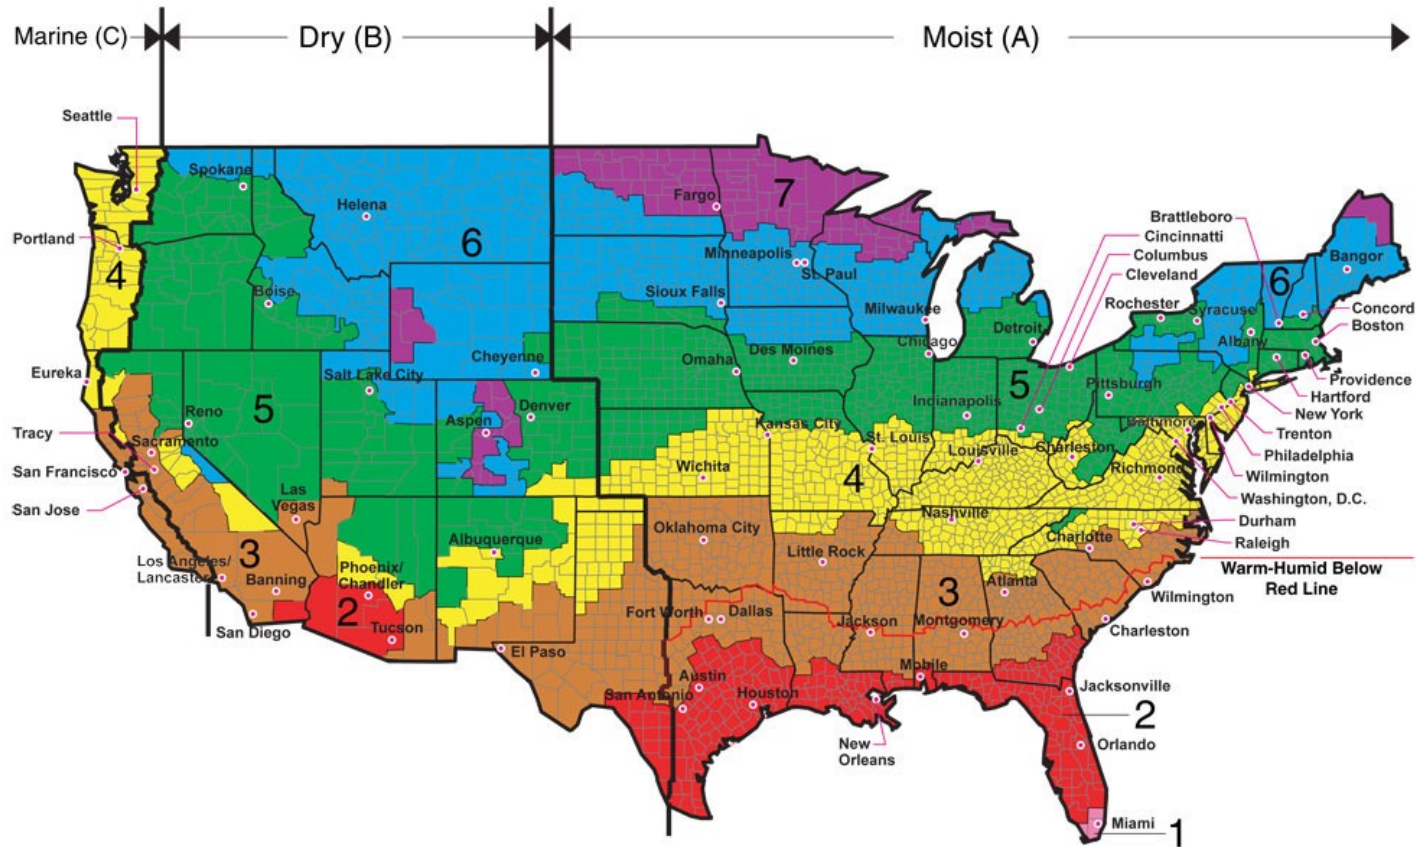 Marine (C)
Dry (B)
Moist (A)
Seattle
Spokane
Helena
Fargo
7
4
6
Portland
4
Minneapolis
St. Paul
Brattleboro
Cincinnatti
Columbus
Cleveland
Bangor
6
Boise
Sioux Falls
Milwaukee
Rochester
Syracuse
Concord
Boston
Detroit
Albany
Chicago
Cheyenne
Omaha
Des Moines
Eureka
Salt Lake City
5
Pittsburgh
Providence
Hartford
New York
Reno
5
Aspen
Denver
Indianapolis
Baltimore
Trenton
Tracy
Sacramento
Kansas City
St. Louis
Louisville
Charleston
Philadelphia
San Francisco
Wichita
4
Richmond
Wilmington
Washington, D.C.
San Jose
Las
Vegas
Oklahoma City
Nashville
Durham
Raleigh
3
Albuquerque
Little Rock
Charlotte
Los Angeles/
Lancaster
Banning
Phoenix/
Chandler
Atlanta
Warm-Humid Below
Red Line
2
3
Wilmington
Fort Worth
Dallas
Jackson
Montgomery
San Diego
Tucson
Charleston
El Paso
Mobile
Austin
San Antonio
Houston
Jacksonville
2
New
Orleans
Orlando
Miami
1